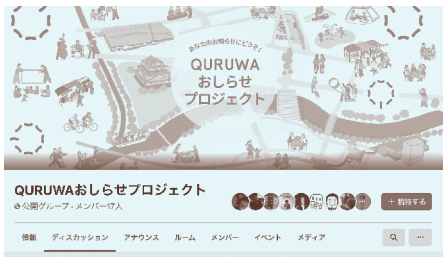 あなたのお知らせにどうぞ!
QURUWA
おしらせ
プロジェクト
QURUWAおしらせプロジェクト
公開グループ・メンバー17人
+ 招待する
情報 ディスカッション アナウンス ルーム メンバー イベント メディア